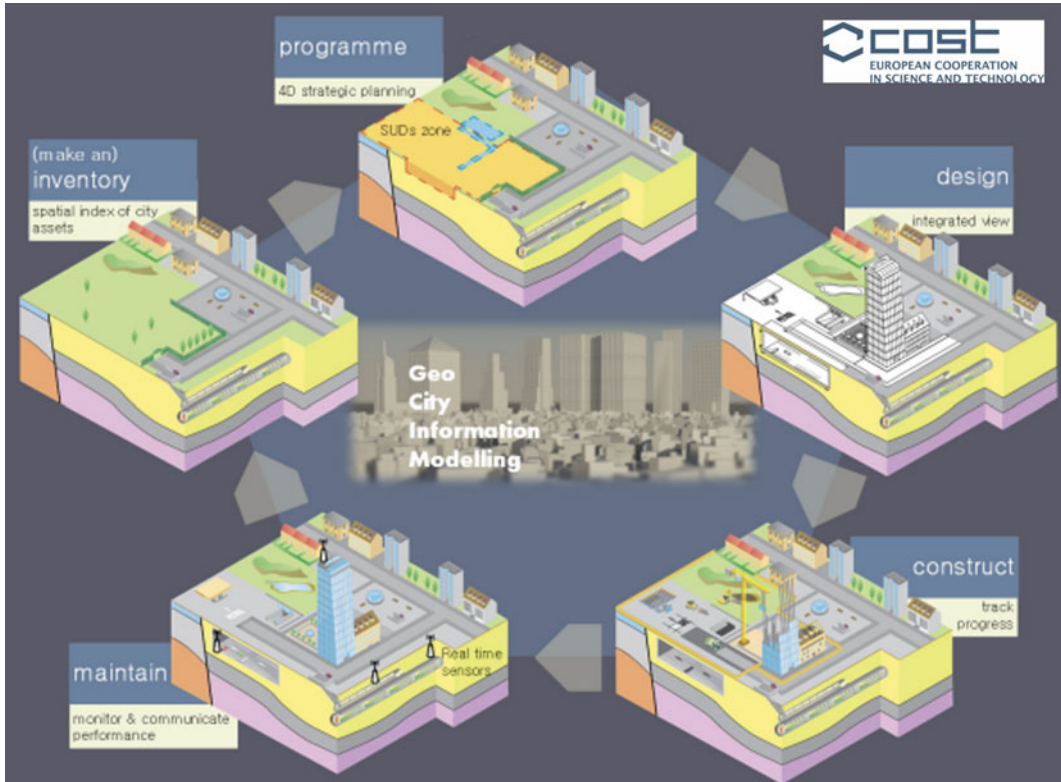 cost
EUROPEAN COOPERATION
IN SCIENCE AND TECHNOLOGY
programme
4D strategic planning
SUDs zone
(make an)
inventory
spatial index of city
assets
design
integrated view
Geo
City
Information
Modelling
construct
track
progress
maintain
monitor & communicate
performance
Real time
sensors